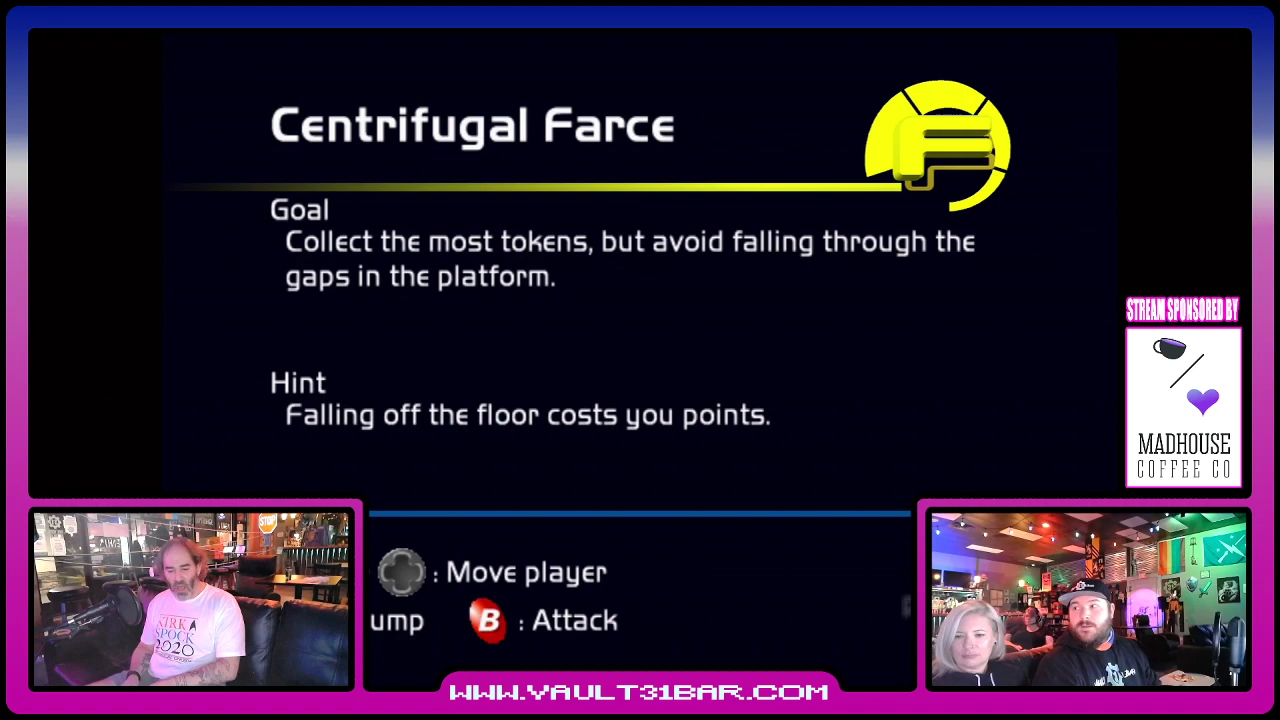 Centrifugal Farce
F
Goal
Collect the most tokens, but avoid falling through the
gaps in the platform.
Hint
Falling off the floor costs you points.
STREAM SPONSORED BY
MADHOUSE
COFFEE CO
: Move player
ump B : Attack
STOP
KIRK
SPOCK
2020
WWW.VAULT31BAR.COM